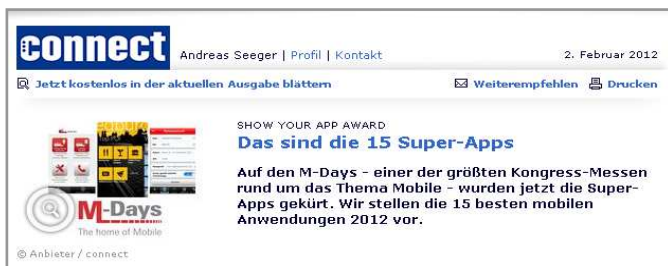 connect
Andreas Seeger | Profil | Kontakt
2. Februar 2012
Jetzt kostenlos in der aktuellen Ausgabe blättern
Weiterempfehlen
Drucken
SHOW YOUR APP AWARD
Das sind die 15 Super-Apps
Auf den M-Days - einer der größten Kongress-Messen
rund um das Thema Mobile - wurden jetzt die Super-
Apps gekürt. Wir stellen die 15 besten mobilen
Anwendungen 2012 vor.
M-Days
The home of Mobile
© Anbieter / connect